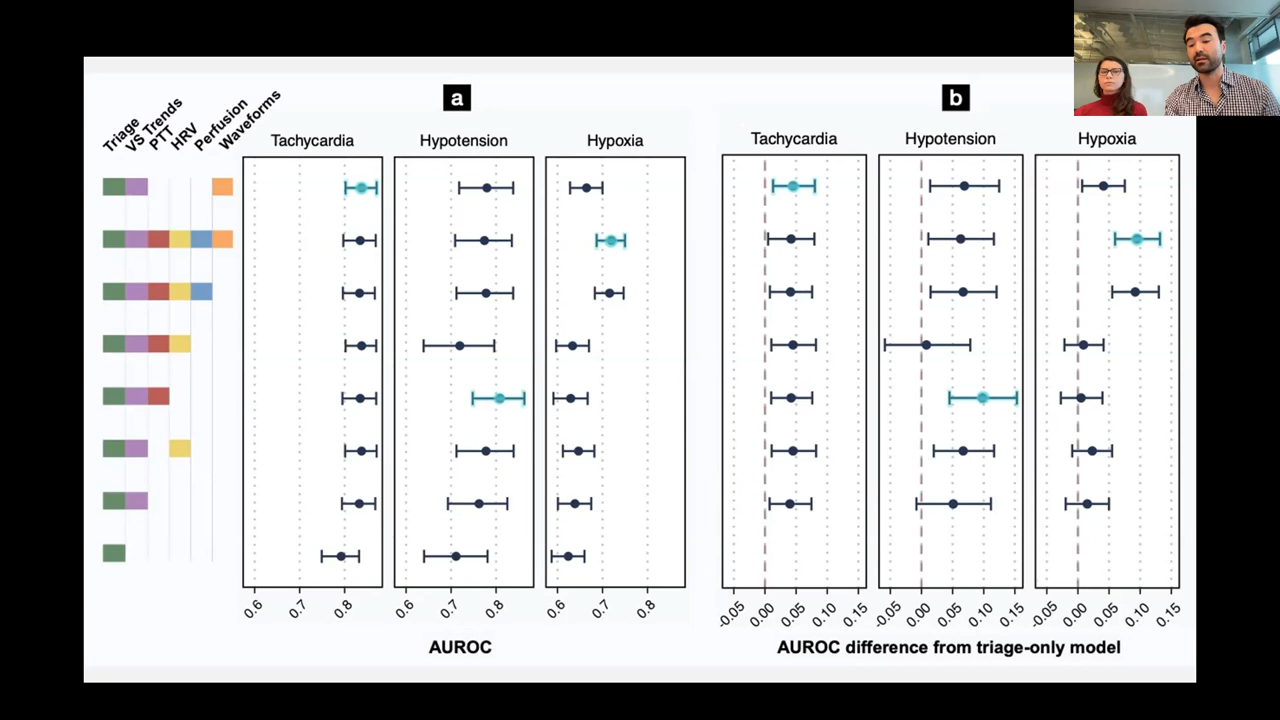 a
b
Triage
VS Trends
PTT
HRV
Perfusion
Waveforms
Tachycardia
Hypotension
Hypoxia
Tachycardia
Hypotension
Hypoxia
0.6 0.7 0.8
0.6 0.7 0.8
0.6 0.7 0.8
-0.05 0.00 0.05 0.10 0.15
-0.05 0.00 0.05 0.10 0.15
-0.05 0.00 0.05 0.10 0.15
AUROC
AUROC difference from triage-only model